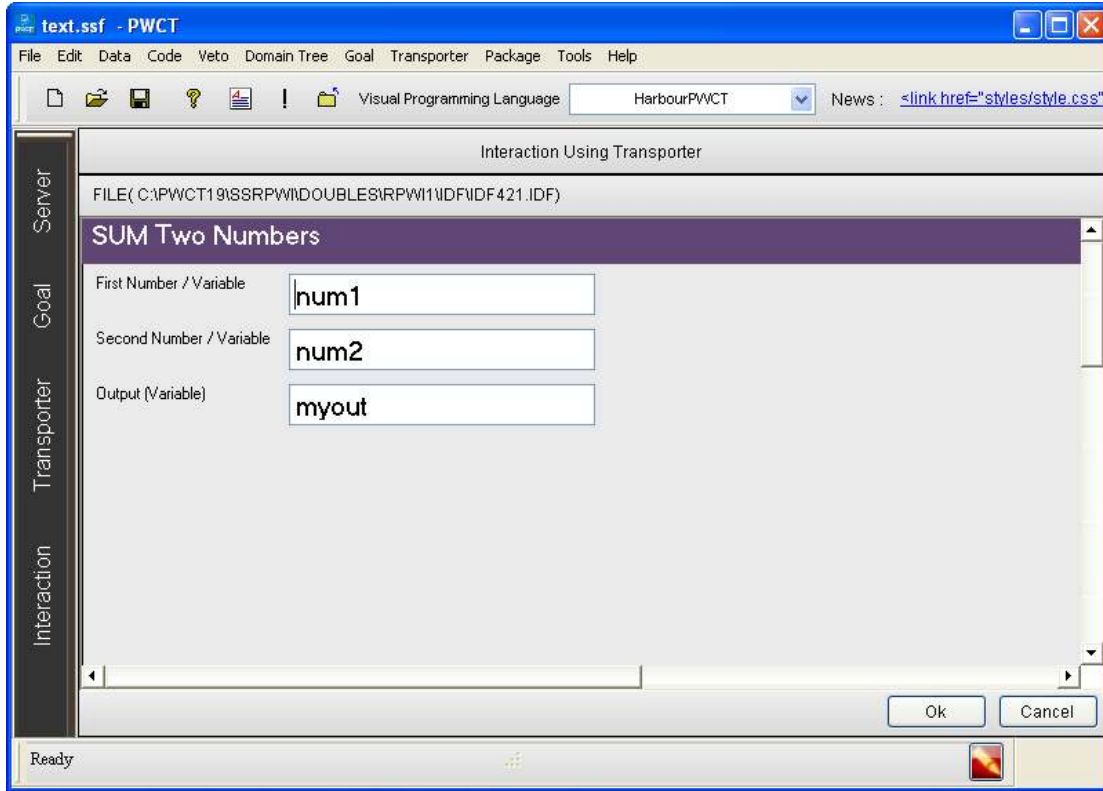 text.ssf - PWCT
File Edit Data Code Veto Domain Tree Goal Transporter Package Tools Help
Visual Programming Language HarbourPWCT News : <link href="styles/style.css"
Interaction Using Transporter
FILE( C:\PWCT19\SSRPWI\DOUBLES\RPWI1\IDF\IDF421.IDF)
SUM Two Numbers
First Number / Variable num1
Second Number / Variable num2
Output (Variable) myout
Server
Goal
Transporter
Interaction
Ok Cancel
Ready